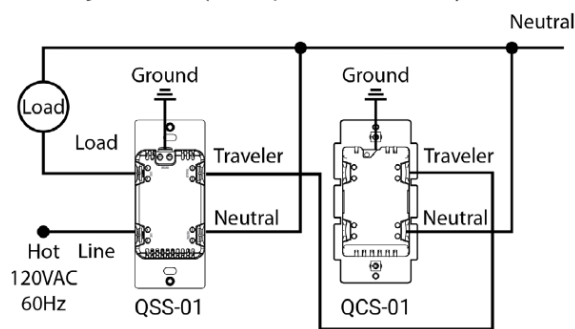 Neutral
Ground
Ground
Load
Load
Traveler
Traveler
Neutral
Neutral
Hot
Line
120VAC
60Hz
QSS-01
QCS-01